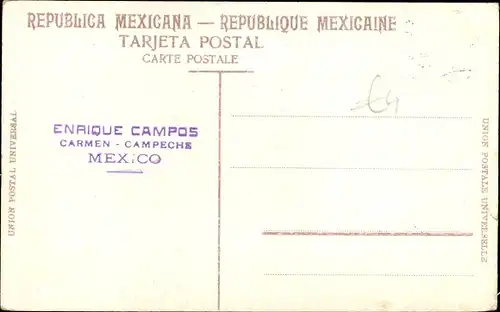 REPUBLICA MEXICANA — REPUBLIQUE MEXICAINE
TARJETA POSTAL
CARTE POSTALE
€4
UNION POSTAL UNIVERSAL
ENRIQUE CAMPOS
CARMEN - CAMPECHE
MEXICO
UNION POSTALE UNIVERSELLE